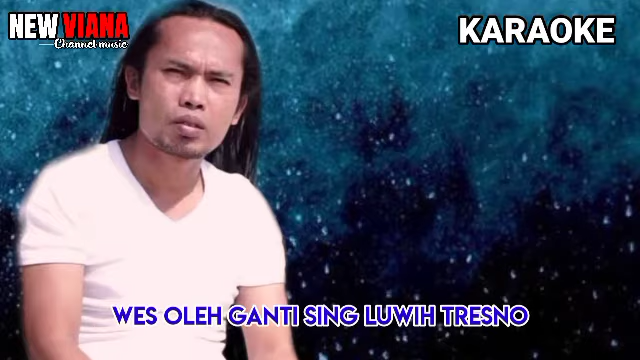 NEW VIANA
Channel music
KARAOKE
WES OLEH GANTI SING LUWIH TRESNO